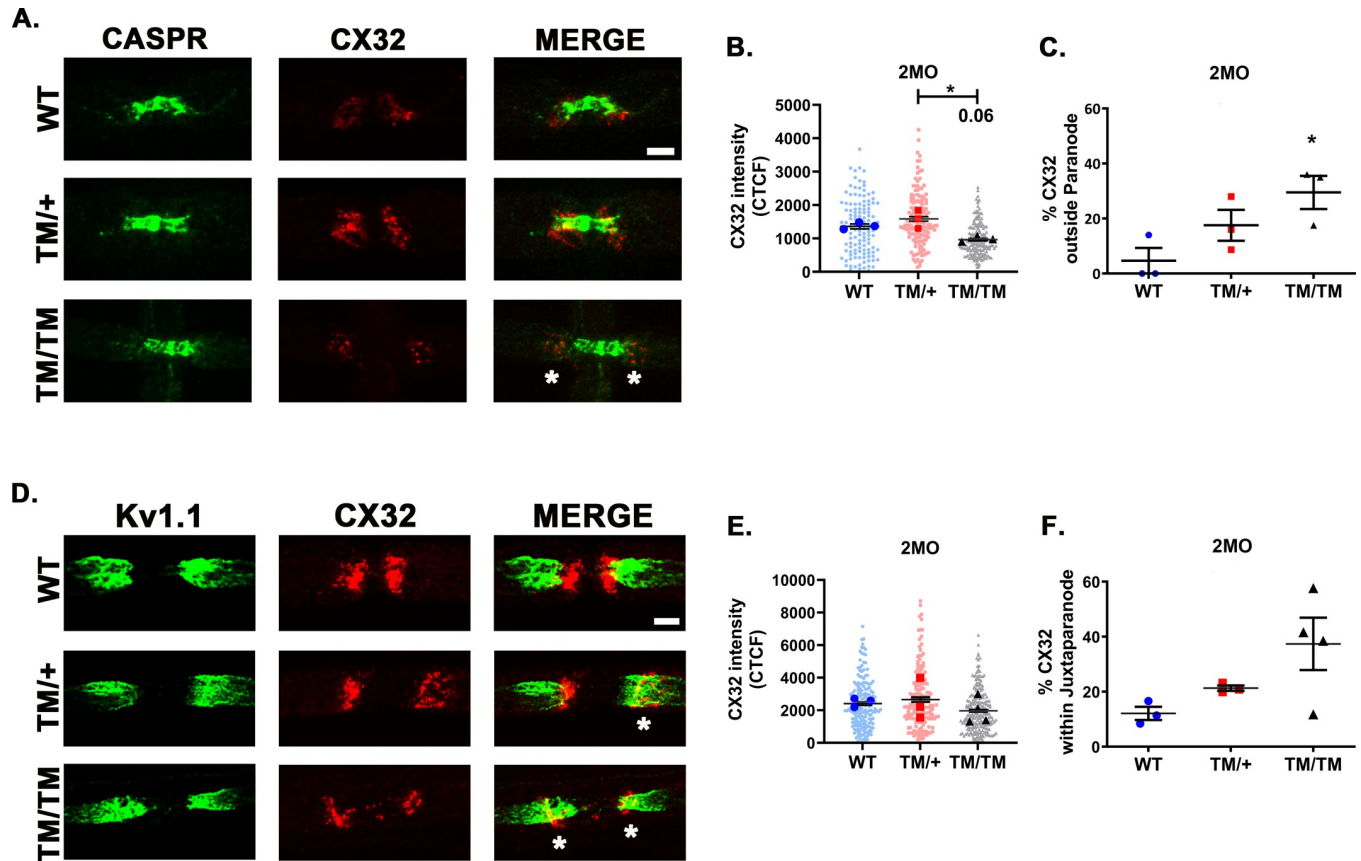 A.
CASPR
CX32
MERGE
WT
TM/+
TM/TM
*
*
B.
2MO
*
0.06
CX32 intensity
(CTCF)
5000
4000
3000
2000
1000
0
WT
TM/+
TM/TM
C.
2MO
*
% CX32
outside Paranode
60
40
20
0
WT
TM/+
TM/TM
D.
Kv1.1
CX32
MERGE
WT
TM/+
TM/TM
*
*
*
E.
2MO
CX32 intensity
(CTCF)
10000
8000
6000
4000
2000
0
WT
TM/+
TM/TM
F.
2MO
% CX32
within Juxtaparanode
60
40
20
0
WT
TM/+
TM/TM